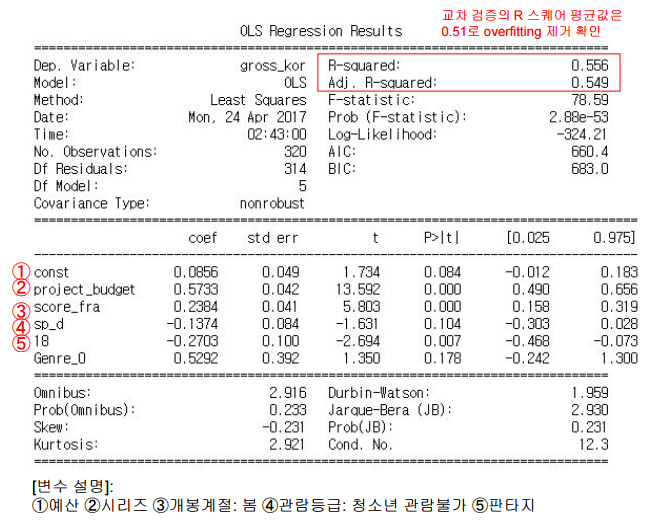 교차 검증의 R 스퀘어 평균값은
0.51로 overfitting 제거 확인
OLS Regression Results
Dep. Variable: gross_kor R-squared: 0.556
Model: OLS Adj. R-squared: 0.549
Method: Least Squares F-statistic: 78.59
Date: Mon, 24 Apr 2017 Prob (F-statistic): 2.88e-53
Time: 02:43:00 Log-Likelihood: -324.21
No. Observations: 320 AIC: 660.4
Df Residuals: 314 BIC: 683.0
Df Model: 5
Covariance Type: nonrobust
coef std err t P>|t| [0.025 0.975]
① const 0.0856 0.049 1.734 0.084 -0.012 0.183
② project_budget 0.5733 0.042 13.592 0.000 0.490 0.656
③ score_fra 0.2384 0.041 5.803 0.000 0.158 0.319
④ sp_d -0.1374 0.084 -1.631 0.104 -0.303 0.028
⑤ 18 -0.2703 0.100 -2.694 0.007 -0.468 -0.073
Genre_0 0.5292 0.392 1.350 0.178 -0.242 1.300
Omnibus: 2.916 Durbin-Watson: 1.959
Prob(Omnibus): 0.233 Jarque-Bera (JB): 2.930
Skew: -0.231 Prob(JB): 0.231
Kurtosis: 2.921 Cond. No. 12.3
[변수 설명]:
①예산 ②시리즈 ③개봉계절: 봄 ④관람등급: 청소년 관람불가 ⑤판타지